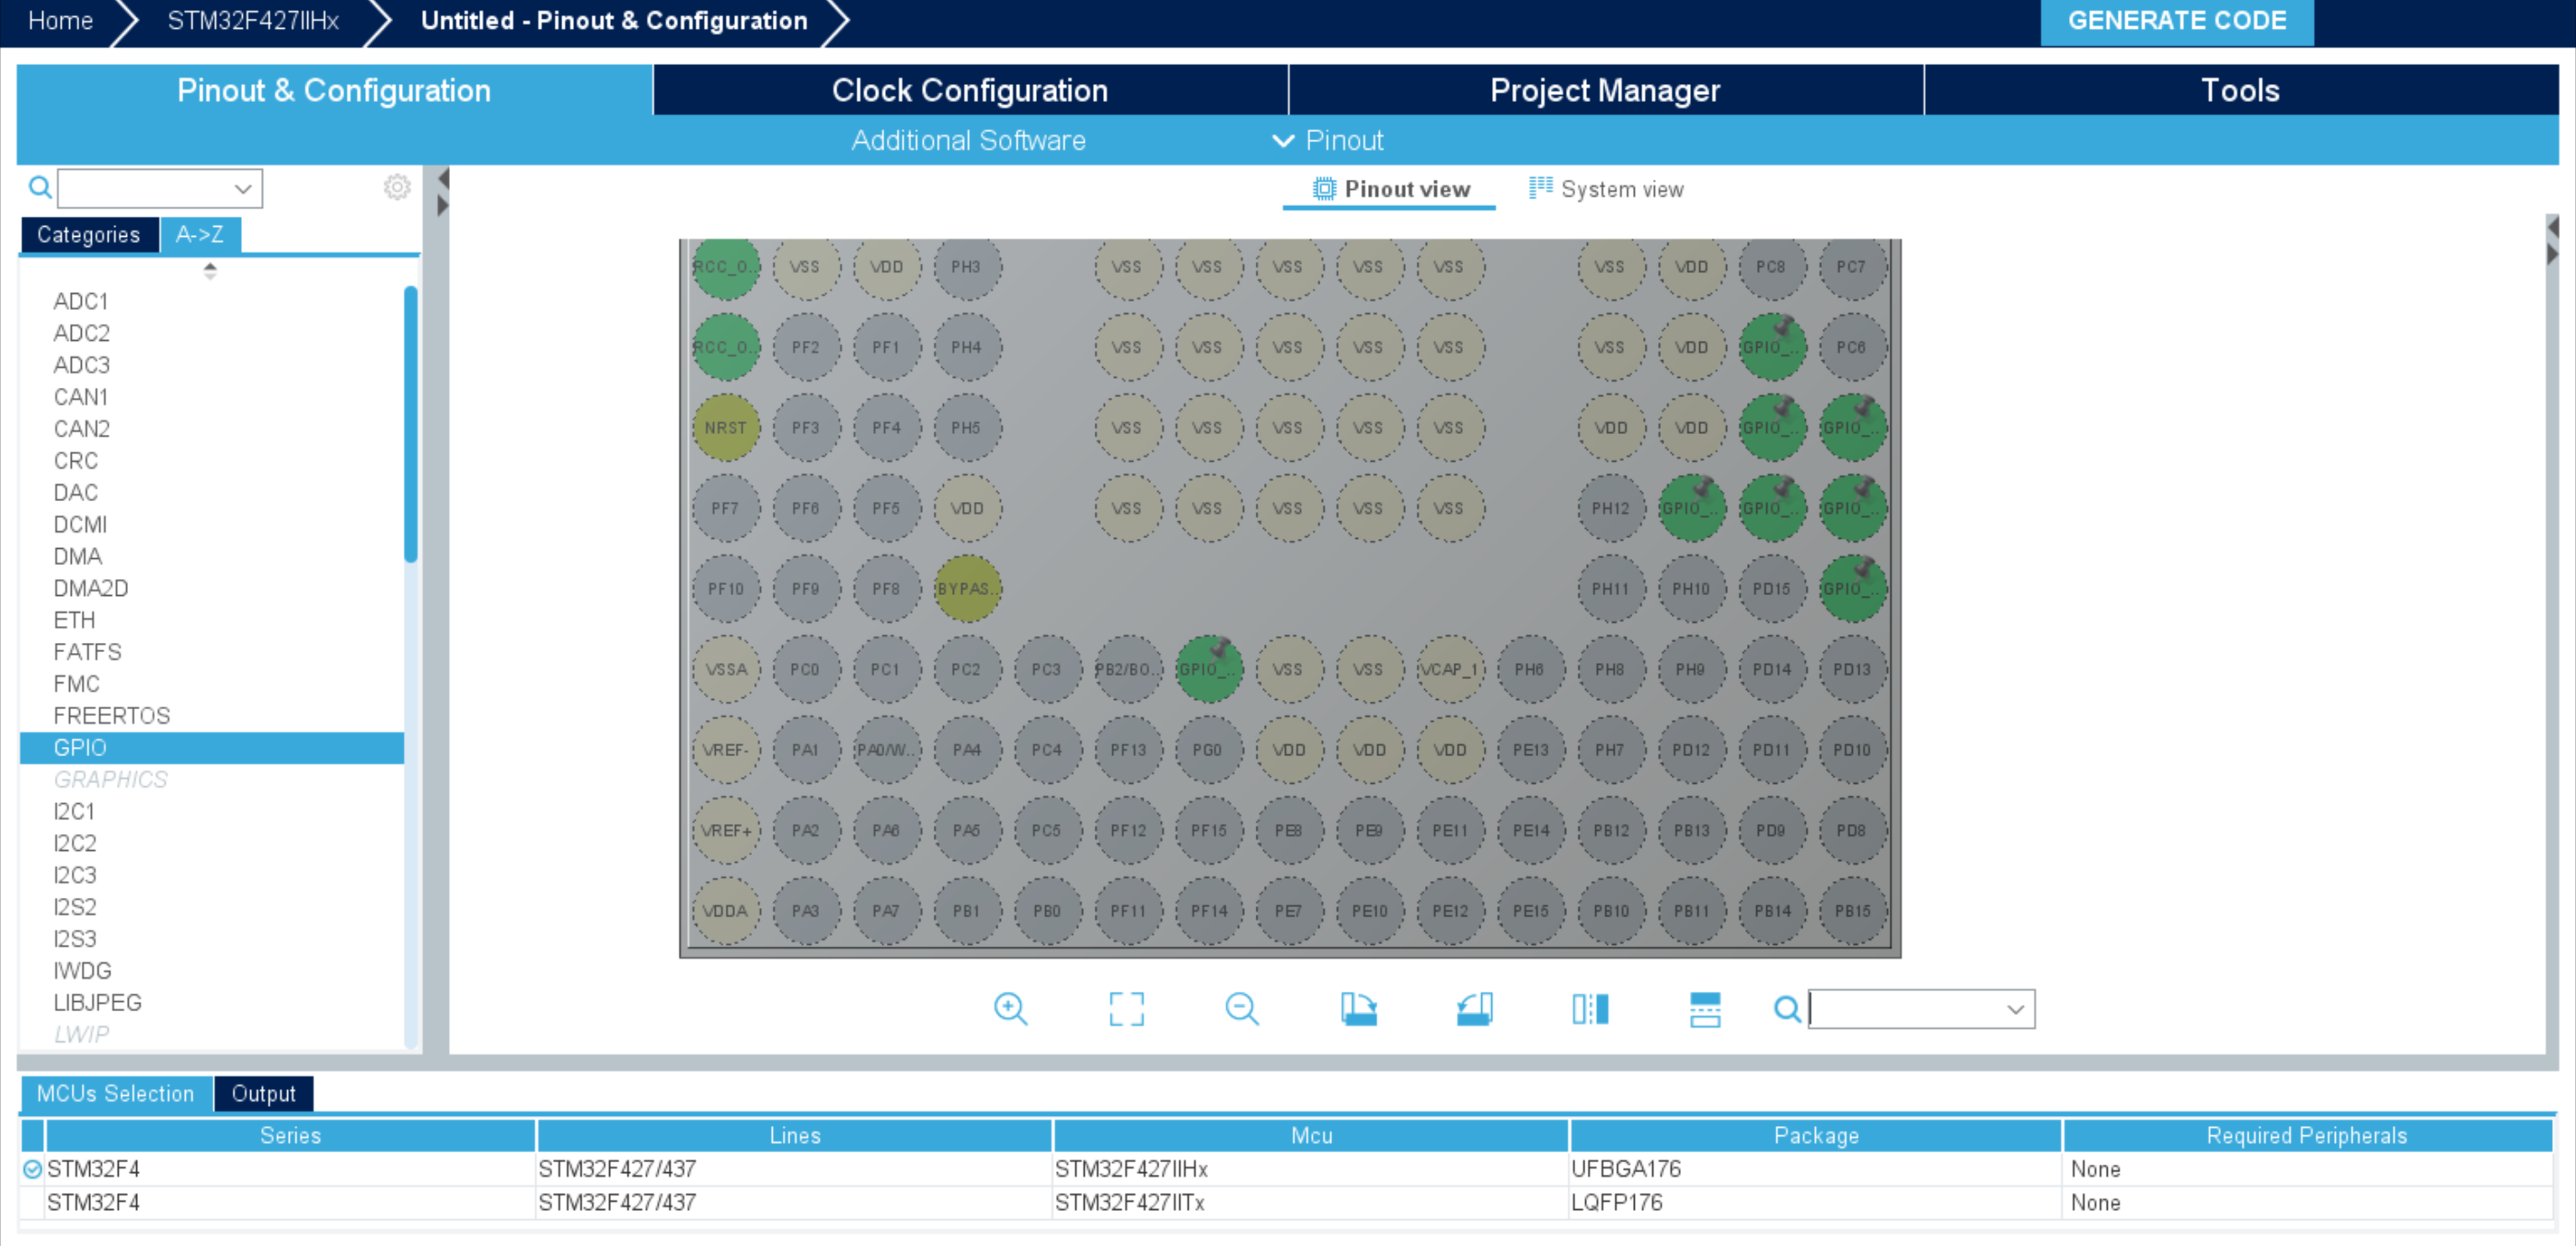 Home STM32F427IIHx Untitled - Pinout & Configuration GENERATE CODE
Pinout & Configuration Clock Configuration Project Manager Tools
Additional Software Pinout
Pinout view System view
Categories A->Z
ADC1
ADC2
ADC3
CAN1
CAN2
CRC
DAC
DCMI
DMA
DMA2D
ETH
FATFS
FMC
FREERTOS
GPIO
GRAPHICS
I2C1
I2C2
I2C3
I2S2
I2S3
IWDG
LIBJPEG
LWIP
RCC_O.. VSS VDD PH3 VSS VSS VSS VSS VSS VSS VDD PC8 PC7
RCC_O.. PF2 PF1 PH4 VSS VSS VSS VSS VSS VSS VDD GPIO_.. PC6
NRST PF3 PF4 PH5 VSS VSS VSS VSS VSS VDD VDD GPIO_.. GPIO_..
PF7 PF6 PF5 VDD VSS VSS VSS VSS VSS PH12 GPIO_.. GPIO_.. GPIO_..
PF10 PF9 PF8 BYPAS.. PH11 PH10 PD15 GPIO_..
VSSA PC0 PC1 PC2 PC3 PB2/BO.. GPIO_.. VSS VSS VCAP_1 PH6 PH8 PH9 PD14 PD13
VREF- PA1 PA0/W.. PA4 PC4 PF13 PG0 VDD VDD VDD PE13 PH7 PD12 PD11 PD10
VREF+ PA2 PA6 PA5 PC5 PF12 PF15 PE8 PE9 PE11 PE14 PB12 PB13 PD9 PD8
VDDA PA3 PA7 PB1 PB0 PF11 PF14 PE7 PE10 PE12 PE15 PB10 PB11 PB14 PB15
MCUs Selection Output
Series Lines Mcu Package Required Peripherals
STM32F4 STM32F427/437 STM32F427IIHx UFBGA176 None
STM32F4 STM32F427/437 STM32F427IITx LQFP176 None